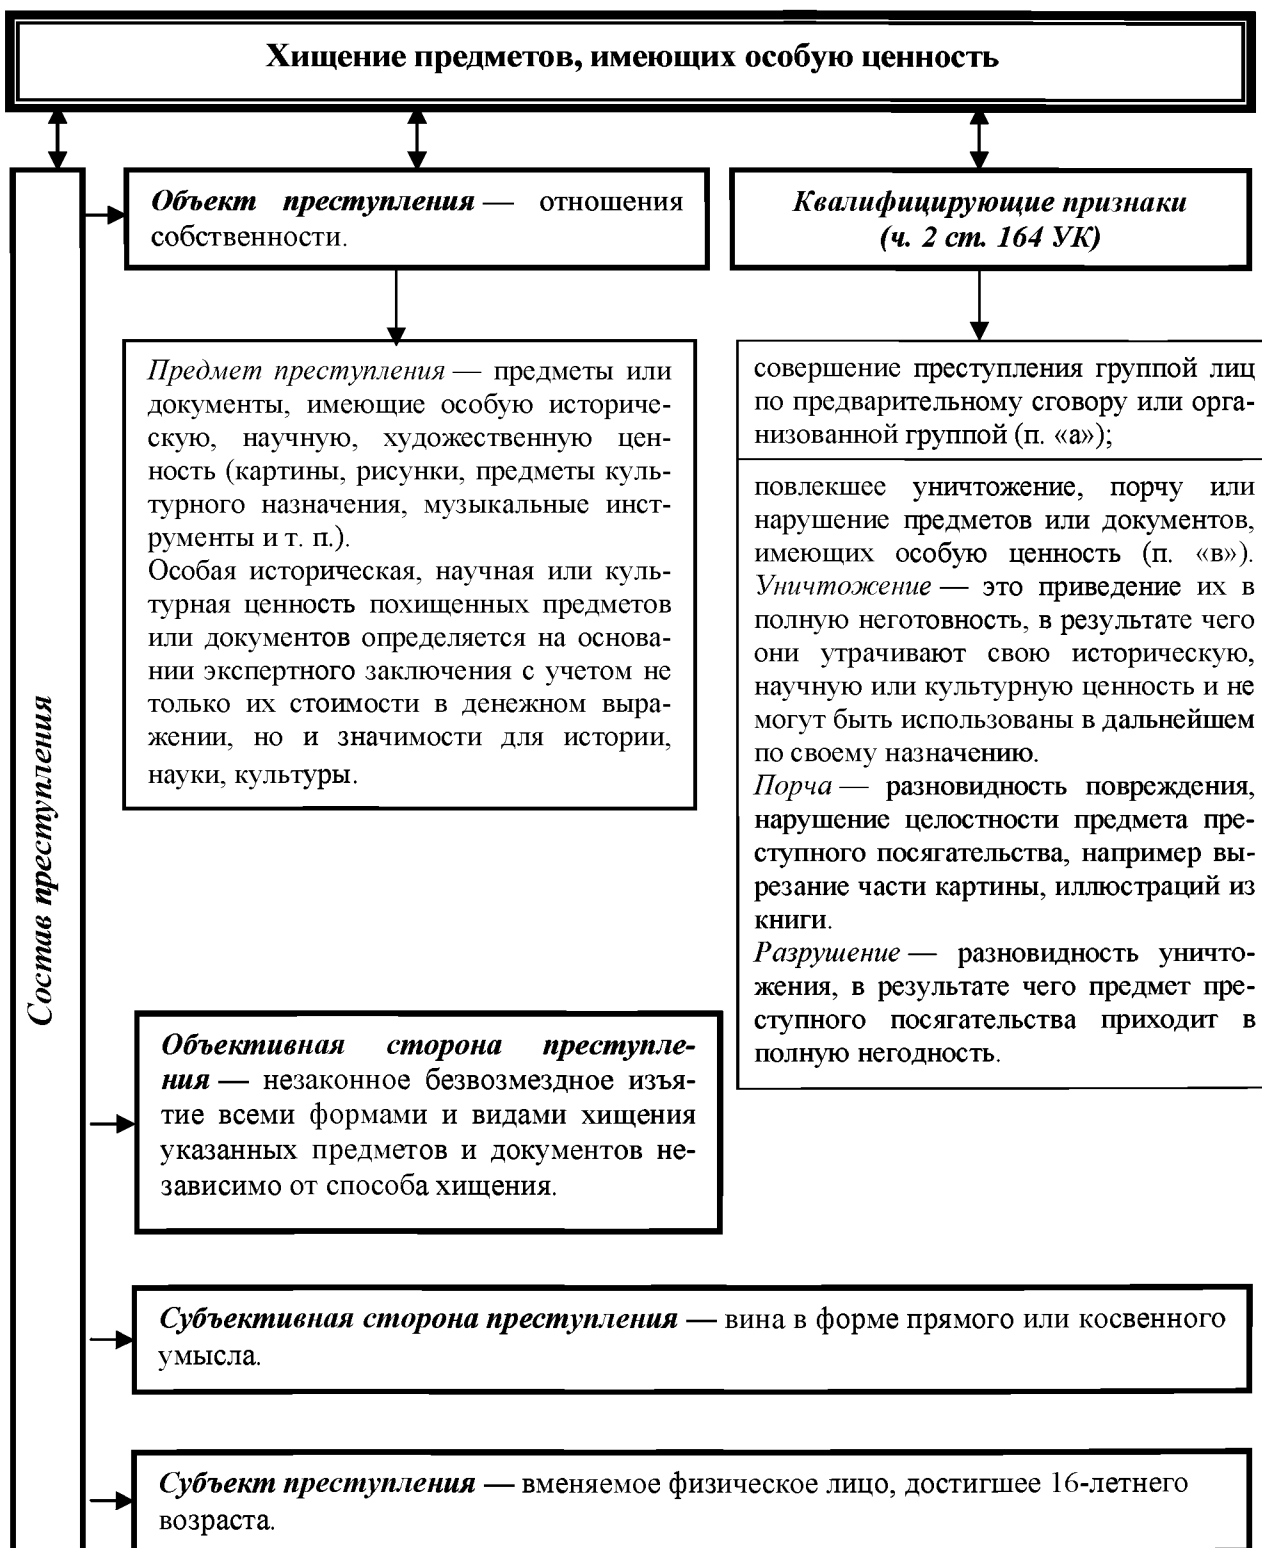 Хищение предметов, имеющих особую ценность
Состав преступления
Объект преступления — отношения
собственности.
Предмет преступления — предметы или
документы, имеющие особую историче-
скую, научную, художественную цен-
ность (картины, рисунки, предметы куль-
турного назначения, музыкальные инст-
рументы и т. п.).
Особая историческая, научная или куль-
турная ценность похищенных предметов
или документов определяется на основа-
нии экспертного заключения с учетом не
только их стоимости в денежном выра-
жении, но и значимости для истории,
науки, культуры.
Квалифицирующие признаки
(ч. 2 ст. 164 УК)
совершение преступления группой лиц
по предварительному сговору или орга-
низованной группой (п. «а»);
повлекшее уничтожение, порчу или
нарушение предметов или документов,
имеющих особую ценность (п. «в»).
Уничтожение — это приведение их в
полную неготовность, в результате чего
они утрачивают свою историческую,
научную или культурную ценность и не
могут быть использованы в дальнейшем
по своему назначению.
Порча — разновидность повреждения,
нарушение целостности предмета пре-
ступного посягательства, например вы-
резание части картины, иллюстраций из
книги.
Разрушение — разновидность уничто-
жения, в результате чего предмет пре-
ступного посягательства приходит в
полную негодность.
Объективная сторона преступле-
ния — незаконное безвозмездное изъя-
тие всеми формами и видами хищения
указанных предметов и документов не-
зависимо от способа хищения.
Субъективная сторона преступления — вина в форме прямого или косвенного
умысла.
Субъект преступления — вменяемое физическое лицо, достигшее 16-летнего
возраста.